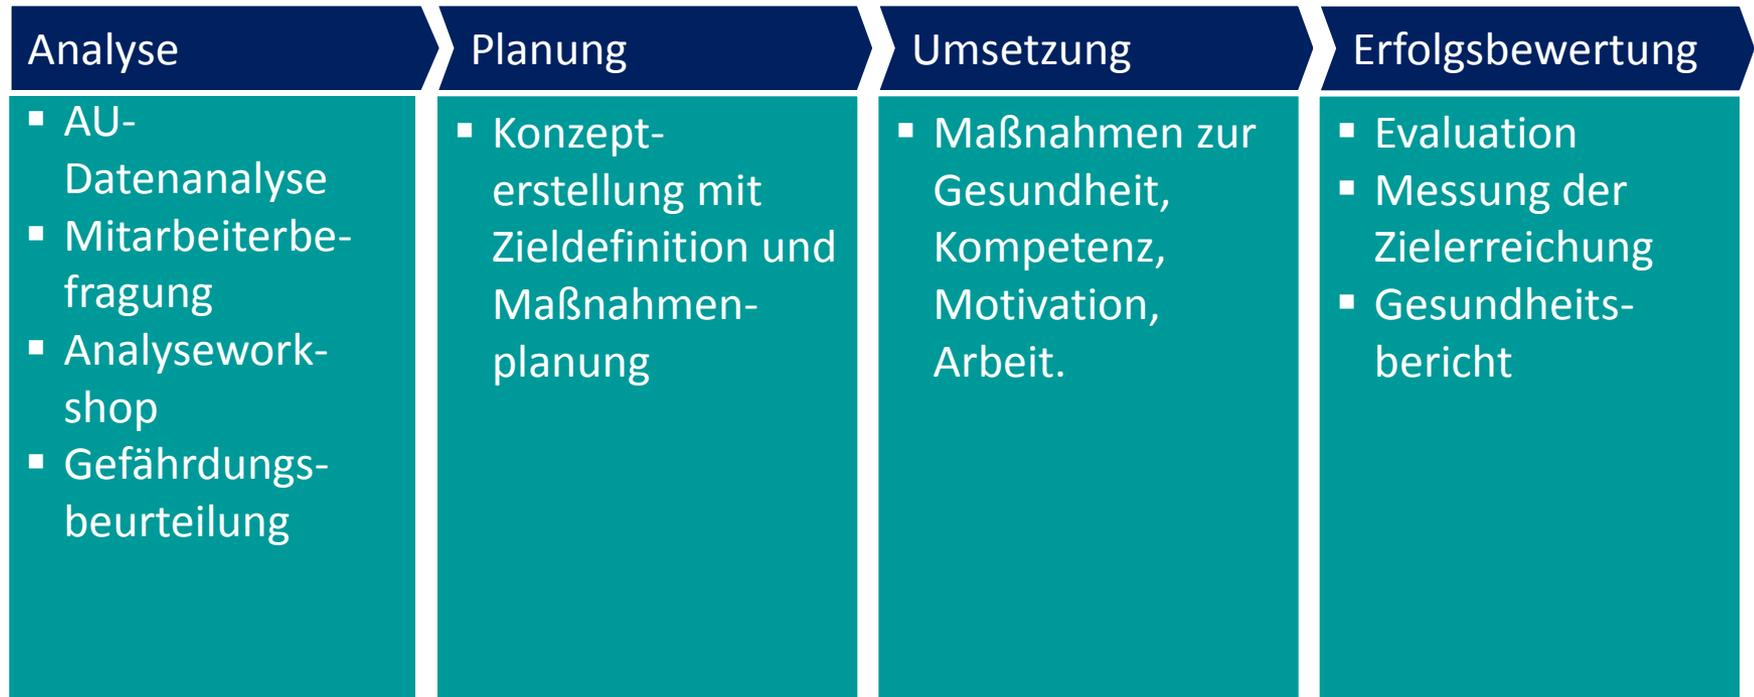 Analyse
AU-
Datenanalyse
Mitarbeiterbe-
fragung
Analysework-
shop
Gefährdungs-
beurteilung
Planung
Konzept-
erstellung mit
Zieldefinition und
Maßnahmen-
planung
Umsetzung
Maßnahmen zur
Gesundheit,
Kompetenz,
Motivation,
Arbeit.
Erfolgsbewertung
Evaluation
Messung der
Zielerreichung
Gesundheits-
bericht